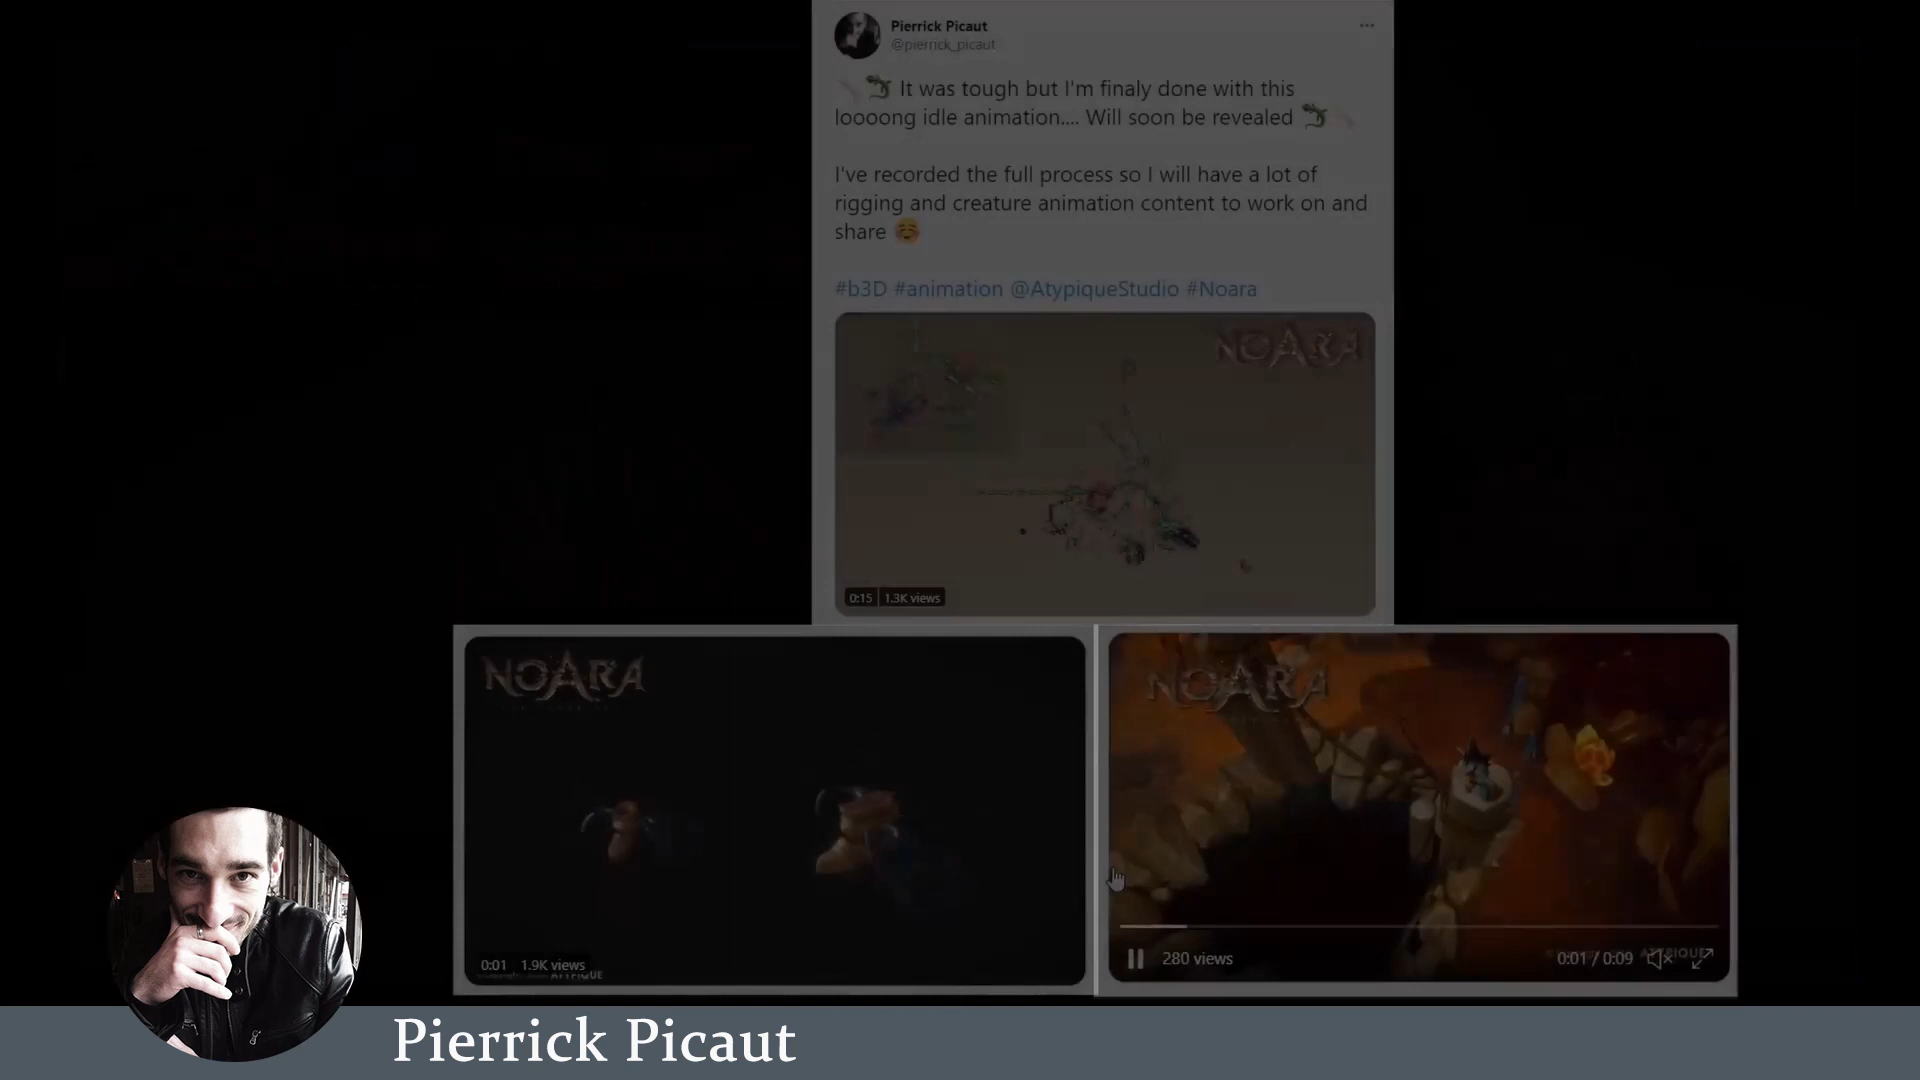 Pierrick Picaut
@pierrick_picaut
It was tough but I'm finaly done with this
loooong idle animation.... Will soon be revealed
I've recorded the full process so I will have a lot of
rigging and creature animation content to work on and
share
#b3D #animation @AtypiqueStudio #Noara
NOARA
0:15 1.3K views
NOARA
0:01 1.9K views
ATYPIQUE
NOARA
280 views
0:01 / 0:09
ATYPIQUE
Pierrick Picaut